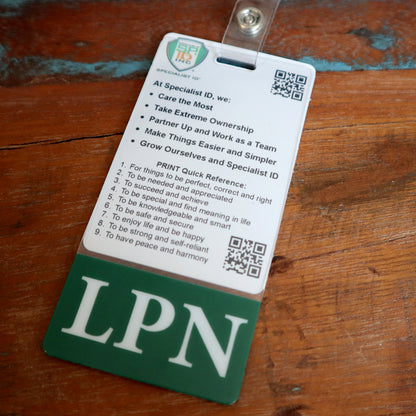 SPECIALIST ID
At Specialist ID, we:
• Care the Most
• Take Extreme Ownership
• Partner Up and Work as a Team
• Make Things Easier and Simpler
• Grow Ourselves and Specialist ID
PRINT Quick Reference:
1. For things to be perfect, correct and right
2. To be needed and appreciated
3. To succeed and achieve
4. To be special and find meaning in life
5. To be knowledgeable and smart
6. To be safe and secure
7. To enjoy life and be happy
8. To be strong and self-reliant
9. To have peace and harmony
LPN